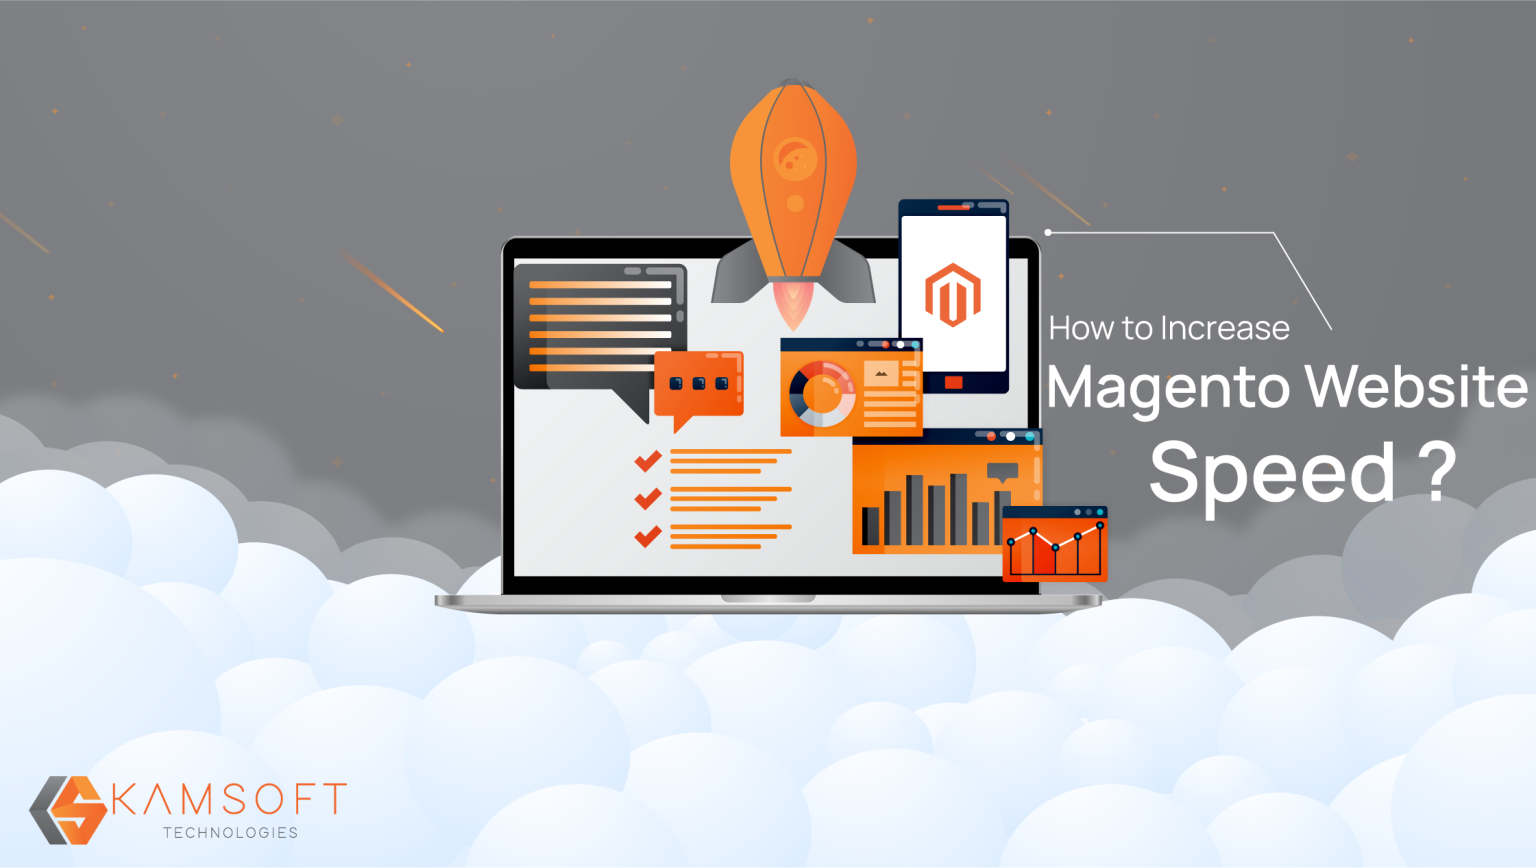 How to Increase
Magento Website
Speed ?
KAMSOFT
TECHNOLOGIES